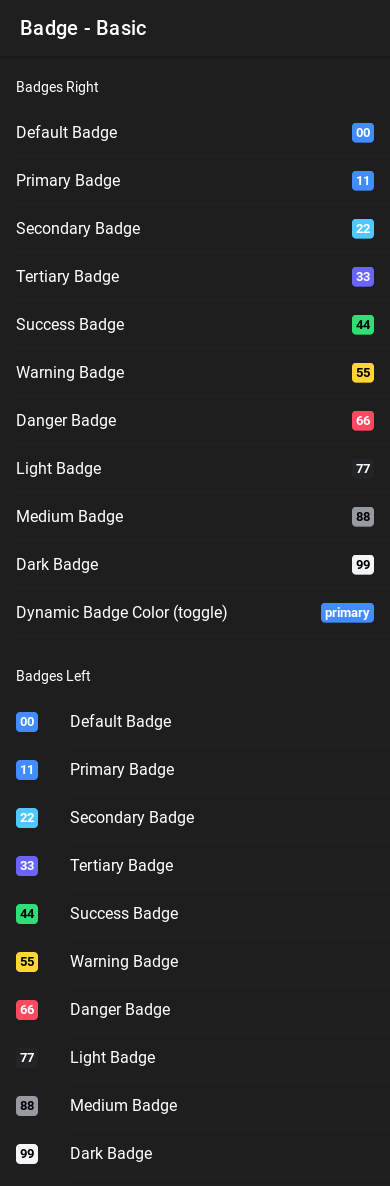 Badge - Basic
Badges Right
Default Badge 00
Primary Badge 11
Secondary Badge 22
Tertiary Badge 33
Success Badge 44
Warning Badge 55
Danger Badge 66
Light Badge 77
Medium Badge 88
Dark Badge 99
Dynamic Badge Color (toggle) primary
Badges Left
00 Default Badge
11 Primary Badge
22 Secondary Badge
33 Tertiary Badge
44 Success Badge
55 Warning Badge
66 Danger Badge
77 Light Badge
88 Medium Badge
99 Dark Badge